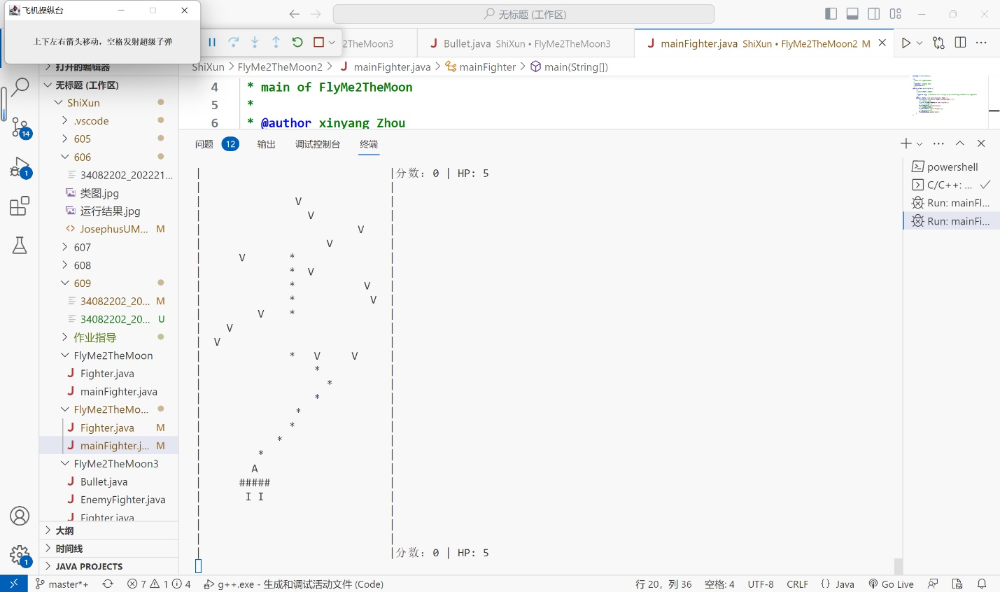 飞机操纵台
上下左右箭头移动，空格发射超级子弹
无标题 (工作区)
2TheMoon3
Bullet.java ShiXun • FlyMe2TheMoon3
mainFighter.java ShiXun • FlyMe2TheMoon2 M
ShiXun > FlyMe2TheMoon2 > mainFighter.java > mainFighter > main(String[])
4 * main of FlyMe2TheMoon
5 *
6 * @author xinyang Zhou
打开的编辑器
无标题 (工作区)
ShiXun
.vscode
605
606
34082202_202221...
类图.jpg
运行结果.jpg
JosephusUM... M
607
608
609
34082202_20... M
34082202_20... U
作业指导
FlyMe2TheMoon
Fighter.java
mainFighter.java
FlyMe2TheMo...
Fighter.java M
mainFighter.j... M
FlyMe2TheMoon3
Bullet.java
EnemyFighter.java
Fighter.java
大纲
时间线
JAVA PROJECTS
14
1
1
问题 12 输出 调试控制台 终端
| |分数: 0 | HP: 5
| |
| V |
| V |
| V |
| V |
| V * |
| * V |
| * V |
| * V |
| V * |
| V |
| V |
| * V V |
| * |
| * |
| * |
| * |
| * |
| * |
| * |
| A |
| ##### |
| I I |
| |
| |
| |
| |分数: 0 | HP: 5
powershell
C/C++: ...
Run: mainFl...
Run: mainFi...
master*+ 7 1 4 g++.exe - 生成和调试活动文件 (Code) 行 20，列 36 空格: 4 UTF-8 CRLF {} Java Go Live